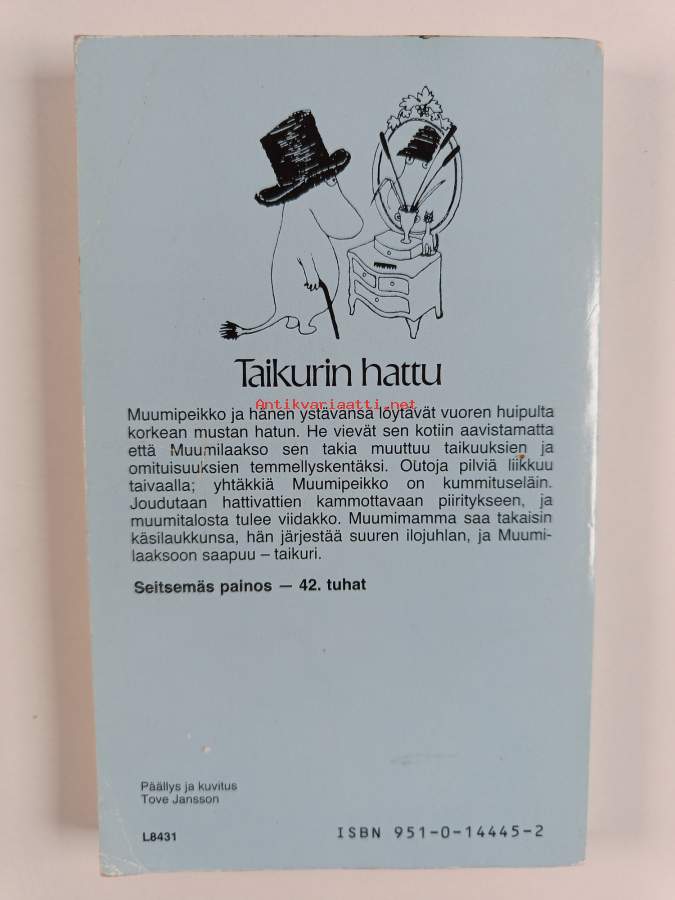 Taikurin hattu
Antikvariaatti.net
Muumipeikko ja hänen ystävänsä löytävät vuoren huipulta
korkean mustan hatun. He vievät sen kotiin aavistamatta
että Muumilaakso sen takia muuttuu taikuuksien ja
omituisuuksien temmellyskentäksi. Outoja pilviä liikkuu
taivaalla; yhtäkkiä Muumipeikko on kummituseläin.
Joudutaan hattivattien kammottavaan piiritykseen, ja
muumitalosta tulee viidakko. Muumimamma saa takaisin
käsilaukkunsa, hän järjestää suuren ilojuhlan, ja Muumi-
laaksoon saapuu – taikuri.
Seitsemäs painos — 42. tuhat
Päällys ja kuvitus
Tove Jansson
L8431
ISBN 951-0-14445-2